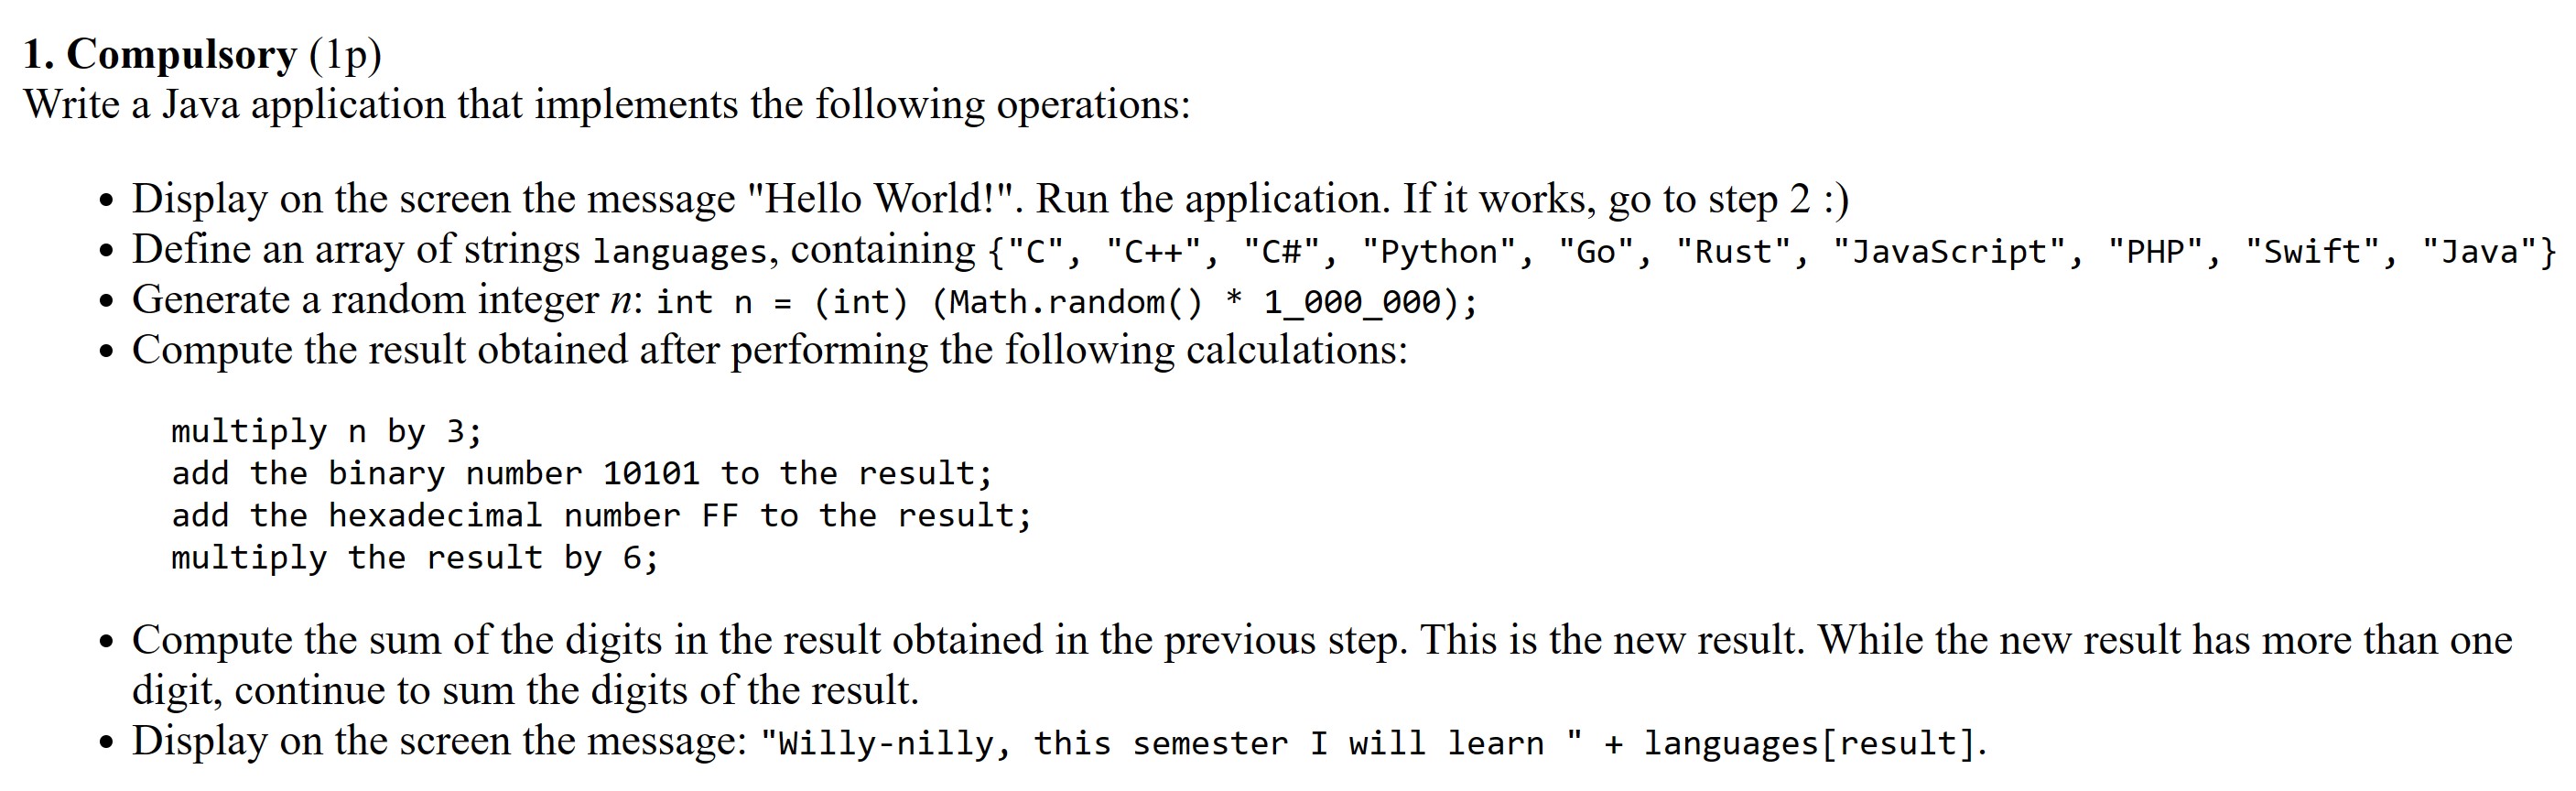 1. Compulsory (1p)
Write a Java application that implements the following operations:
• Display on the screen the message "Hello World!". Run the application. If it works, go to step 2 :)
• Define an array of strings languages, containing {"C", "C++", "C#", "Python", "Go", "Rust", "JavaScript", "PHP", "Swift", "Java"}
• Generate a random integer n: int n = (int) (Math.random() * 1_000_000);
• Compute the result obtained after performing the following calculations:
multiply n by 3;
add the binary number 10101 to the result;
add the hexadecimal number FF to the result;
multiply the result by 6;
• Compute the sum of the digits in the result obtained in the previous step. This is the new result. While the new result has more than one
digit, continue to sum the digits of the result.
• Display on the screen the message: "Willy-nilly, this semester I will learn " + languages[result].